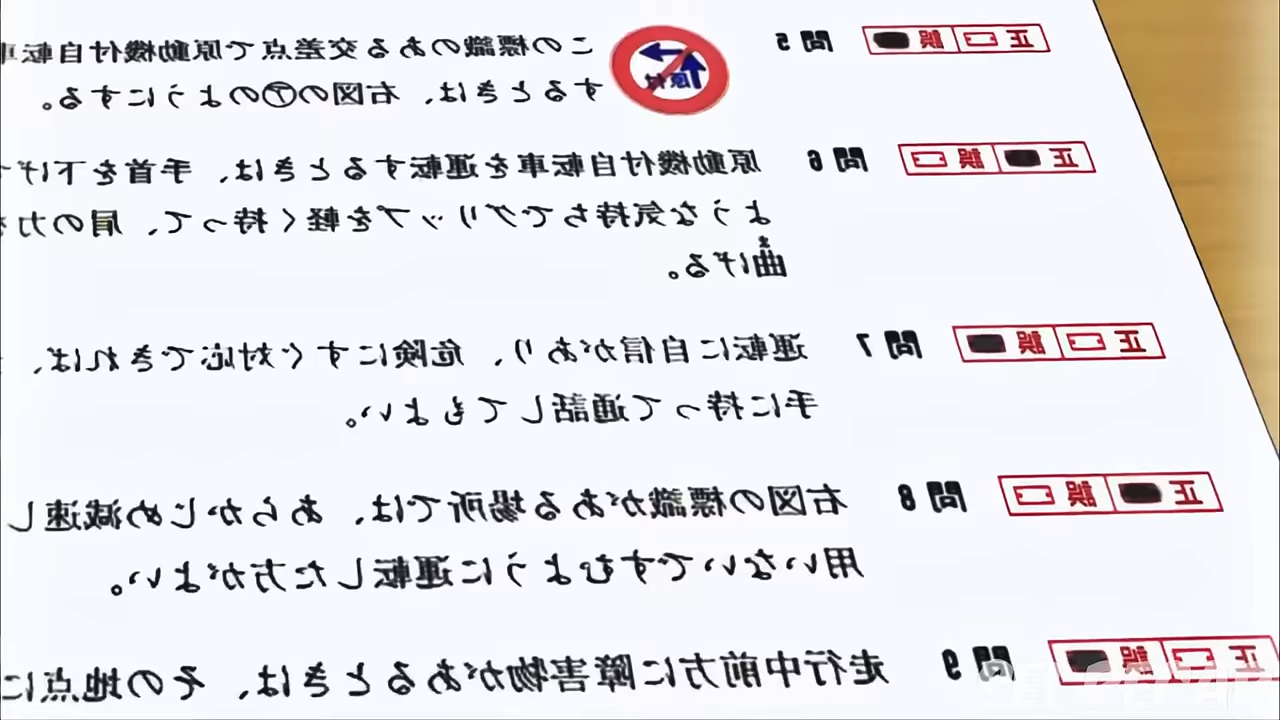 正 誤 問5 原付 この標識のある交差点で原動機付自転
するときは、右図の㋐のようにする。
正 誤 問6 原動機付自転車を運転するときは、手首を下げ
ような気持ちでグリップを軽く持って、肩の力
ま
曲げる。
正 誤 問7 運転に自信があり、危険にすぐ対応できれば、
手に持って通話してもよい。
正 誤 問8 右図の標識がある場所では、あらかじめ減速し
用いないですむように運転した方がよい。
正 誤 問9 走行中前方に障害物があるときは、その地点に